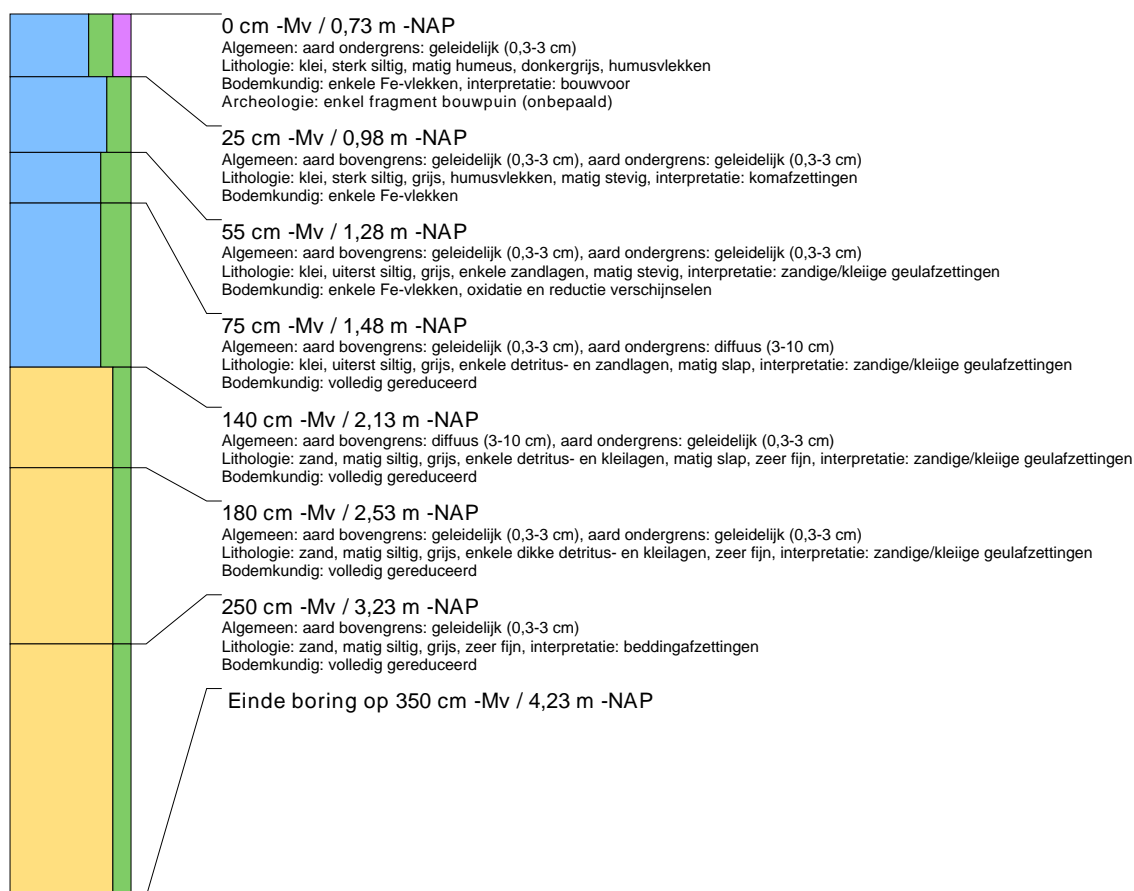 0 cm -Mv / 0,73 m -NAP
Algemeen: aard ondergrens: geleidelijk (0,3-3 cm)
Lithologie: klei, sterk siltig, matig humeus, donkergrijs, humusvlekken
Bodemkundig: enkele Fe-vlekken, interpretatie: bouwvoor
Archeologie: enkel fragment bouwpuin (onbepaald)
25 cm -Mv / 0,98 m -NAP
Algemeen: aard bovengrens: geleidelijk (0,3-3 cm), aard ondergrens: geleidelijk (0,3-3 cm)
Lithologie: klei, sterk siltig, grijs, humusvlekken, matig stevig, interpretatie: komafzettingen
Bodemkundig: enkele Fe-vlekken
55 cm -Mv / 1,28 m -NAP
Algemeen: aard bovengrens: geleidelijk (0,3-3 cm), aard ondergrens: geleidelijk (0,3-3 cm)
Lithologie: klei, uiterst siltig, grijs, enkele zandlagen, matig stevig, interpretatie: zandige/kleiige geulafzettingen
Bodemkundig: enkele Fe-vlekken, oxidatie en reductie verschijnselen
75 cm -Mv / 1,48 m -NAP
Algemeen: aard bovengrens: geleidelijk (0,3-3 cm), aard ondergrens: diffuus (3-10 cm)
Lithologie: klei, uiterst siltig, grijs, enkele detritus- en zandlagen, matig slap, interpretatie: zandige/kleiige geulafzettingen
Bodemkundig: volledig gereduceerd
140 cm -Mv / 2,13 m -NAP
Algemeen: aard bovengrens: diffuus (3-10 cm), aard ondergrens: geleidelijk (0,3-3 cm)
Lithologie: zand, matig siltig, grijs, enkele detritus- en kleilagen, matig slap, zeer fijn, interpretatie: zandige/kleiige geulafzettingen
Bodemkundig: volledig gereduceerd
180 cm -Mv / 2,53 m -NAP
Algemeen: aard bovengrens: geleidelijk (0,3-3 cm), aard ondergrens: geleidelijk (0,3-3 cm)
Lithologie: zand, matig siltig, grijs, enkele dikke detritus- en kleilagen, zeer fijn, interpretatie: zandige/kleiige geulafzettingen
Bodemkundig: volledig gereduceerd
250 cm -Mv / 3,23 m -NAP
Algemeen: aard bovengrens: geleidelijk (0,3-3 cm)
Lithologie: zand, matig siltig, grijs, zeer fijn, interpretatie: beddingafzettingen
Bodemkundig: volledig gereduceerd
Einde boring op 350 cm -Mv / 4,23 m -NAP